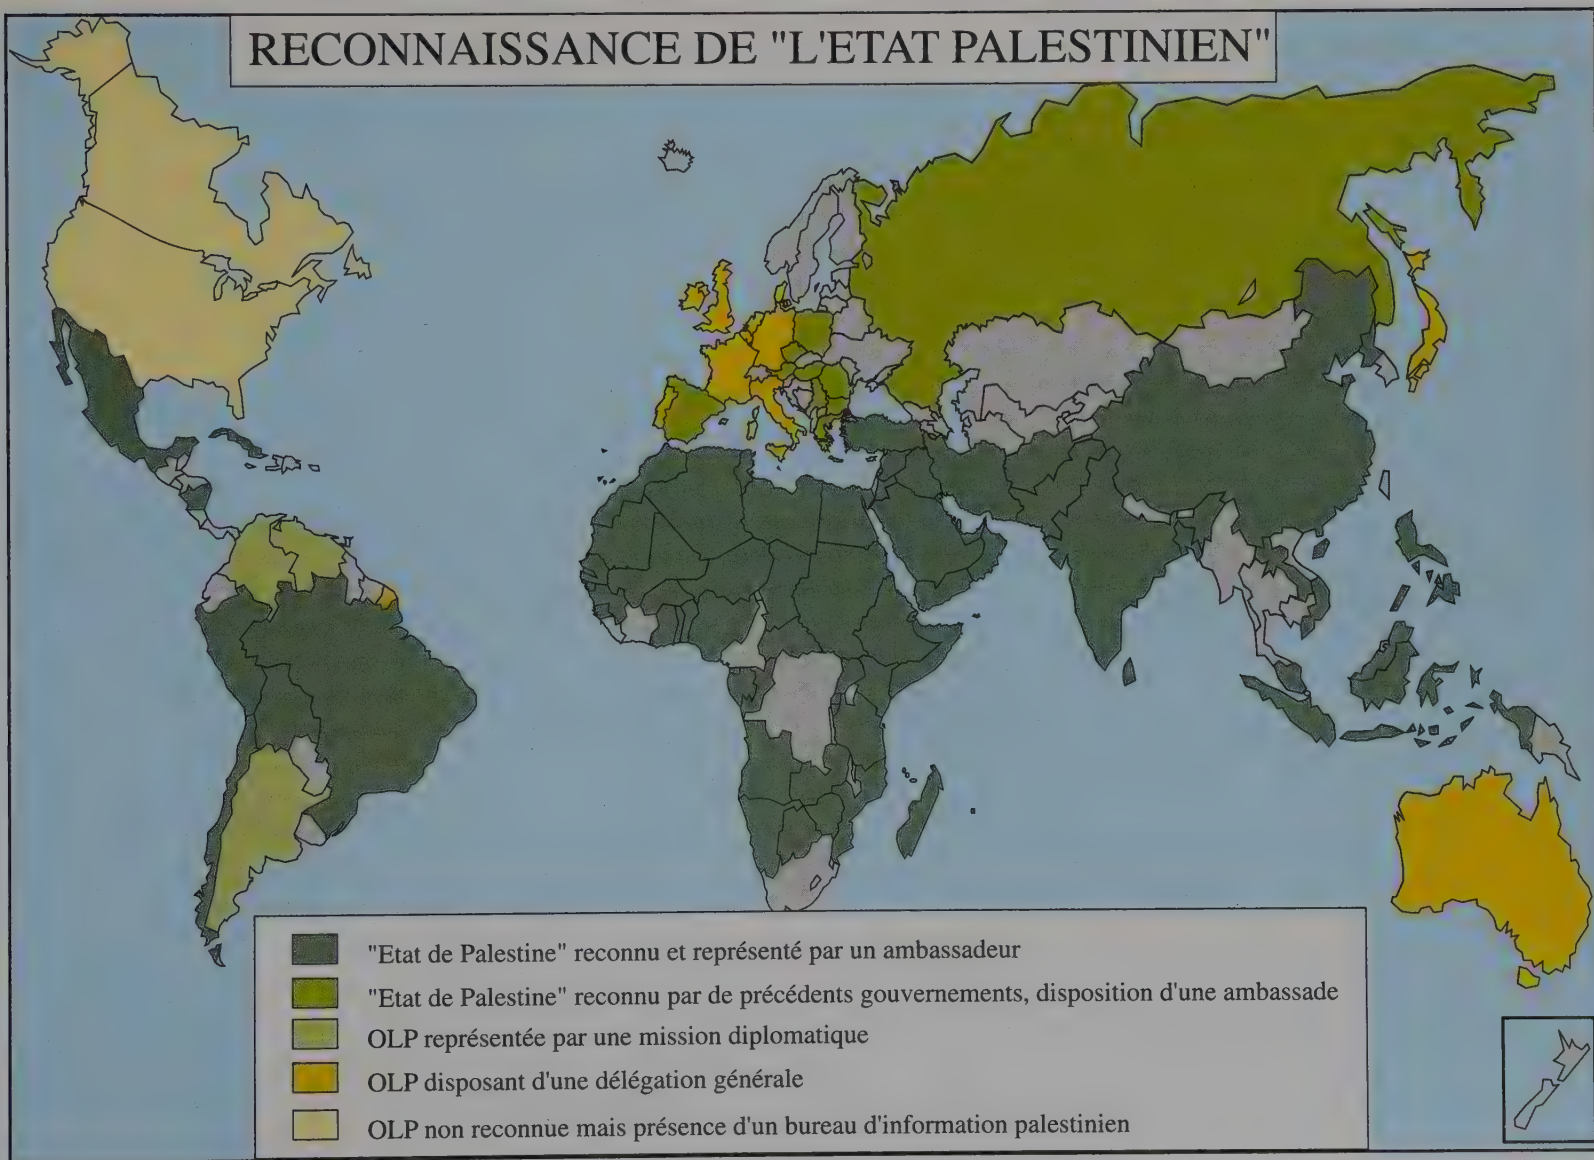 RECONNAISSANCE DE "L'ETAT PALESTINIEN"
"Etat de Palestine" reconnu et représenté par un ambassadeur
"Etat de Palestine" reconnu par de précédents gouvernements, disposition d'une ambassade
OLP représentée par une mission diplomatique
OLP disposant d'une délégation générale
OLP non reconnue mais présence d'un bureau d'information palestinien